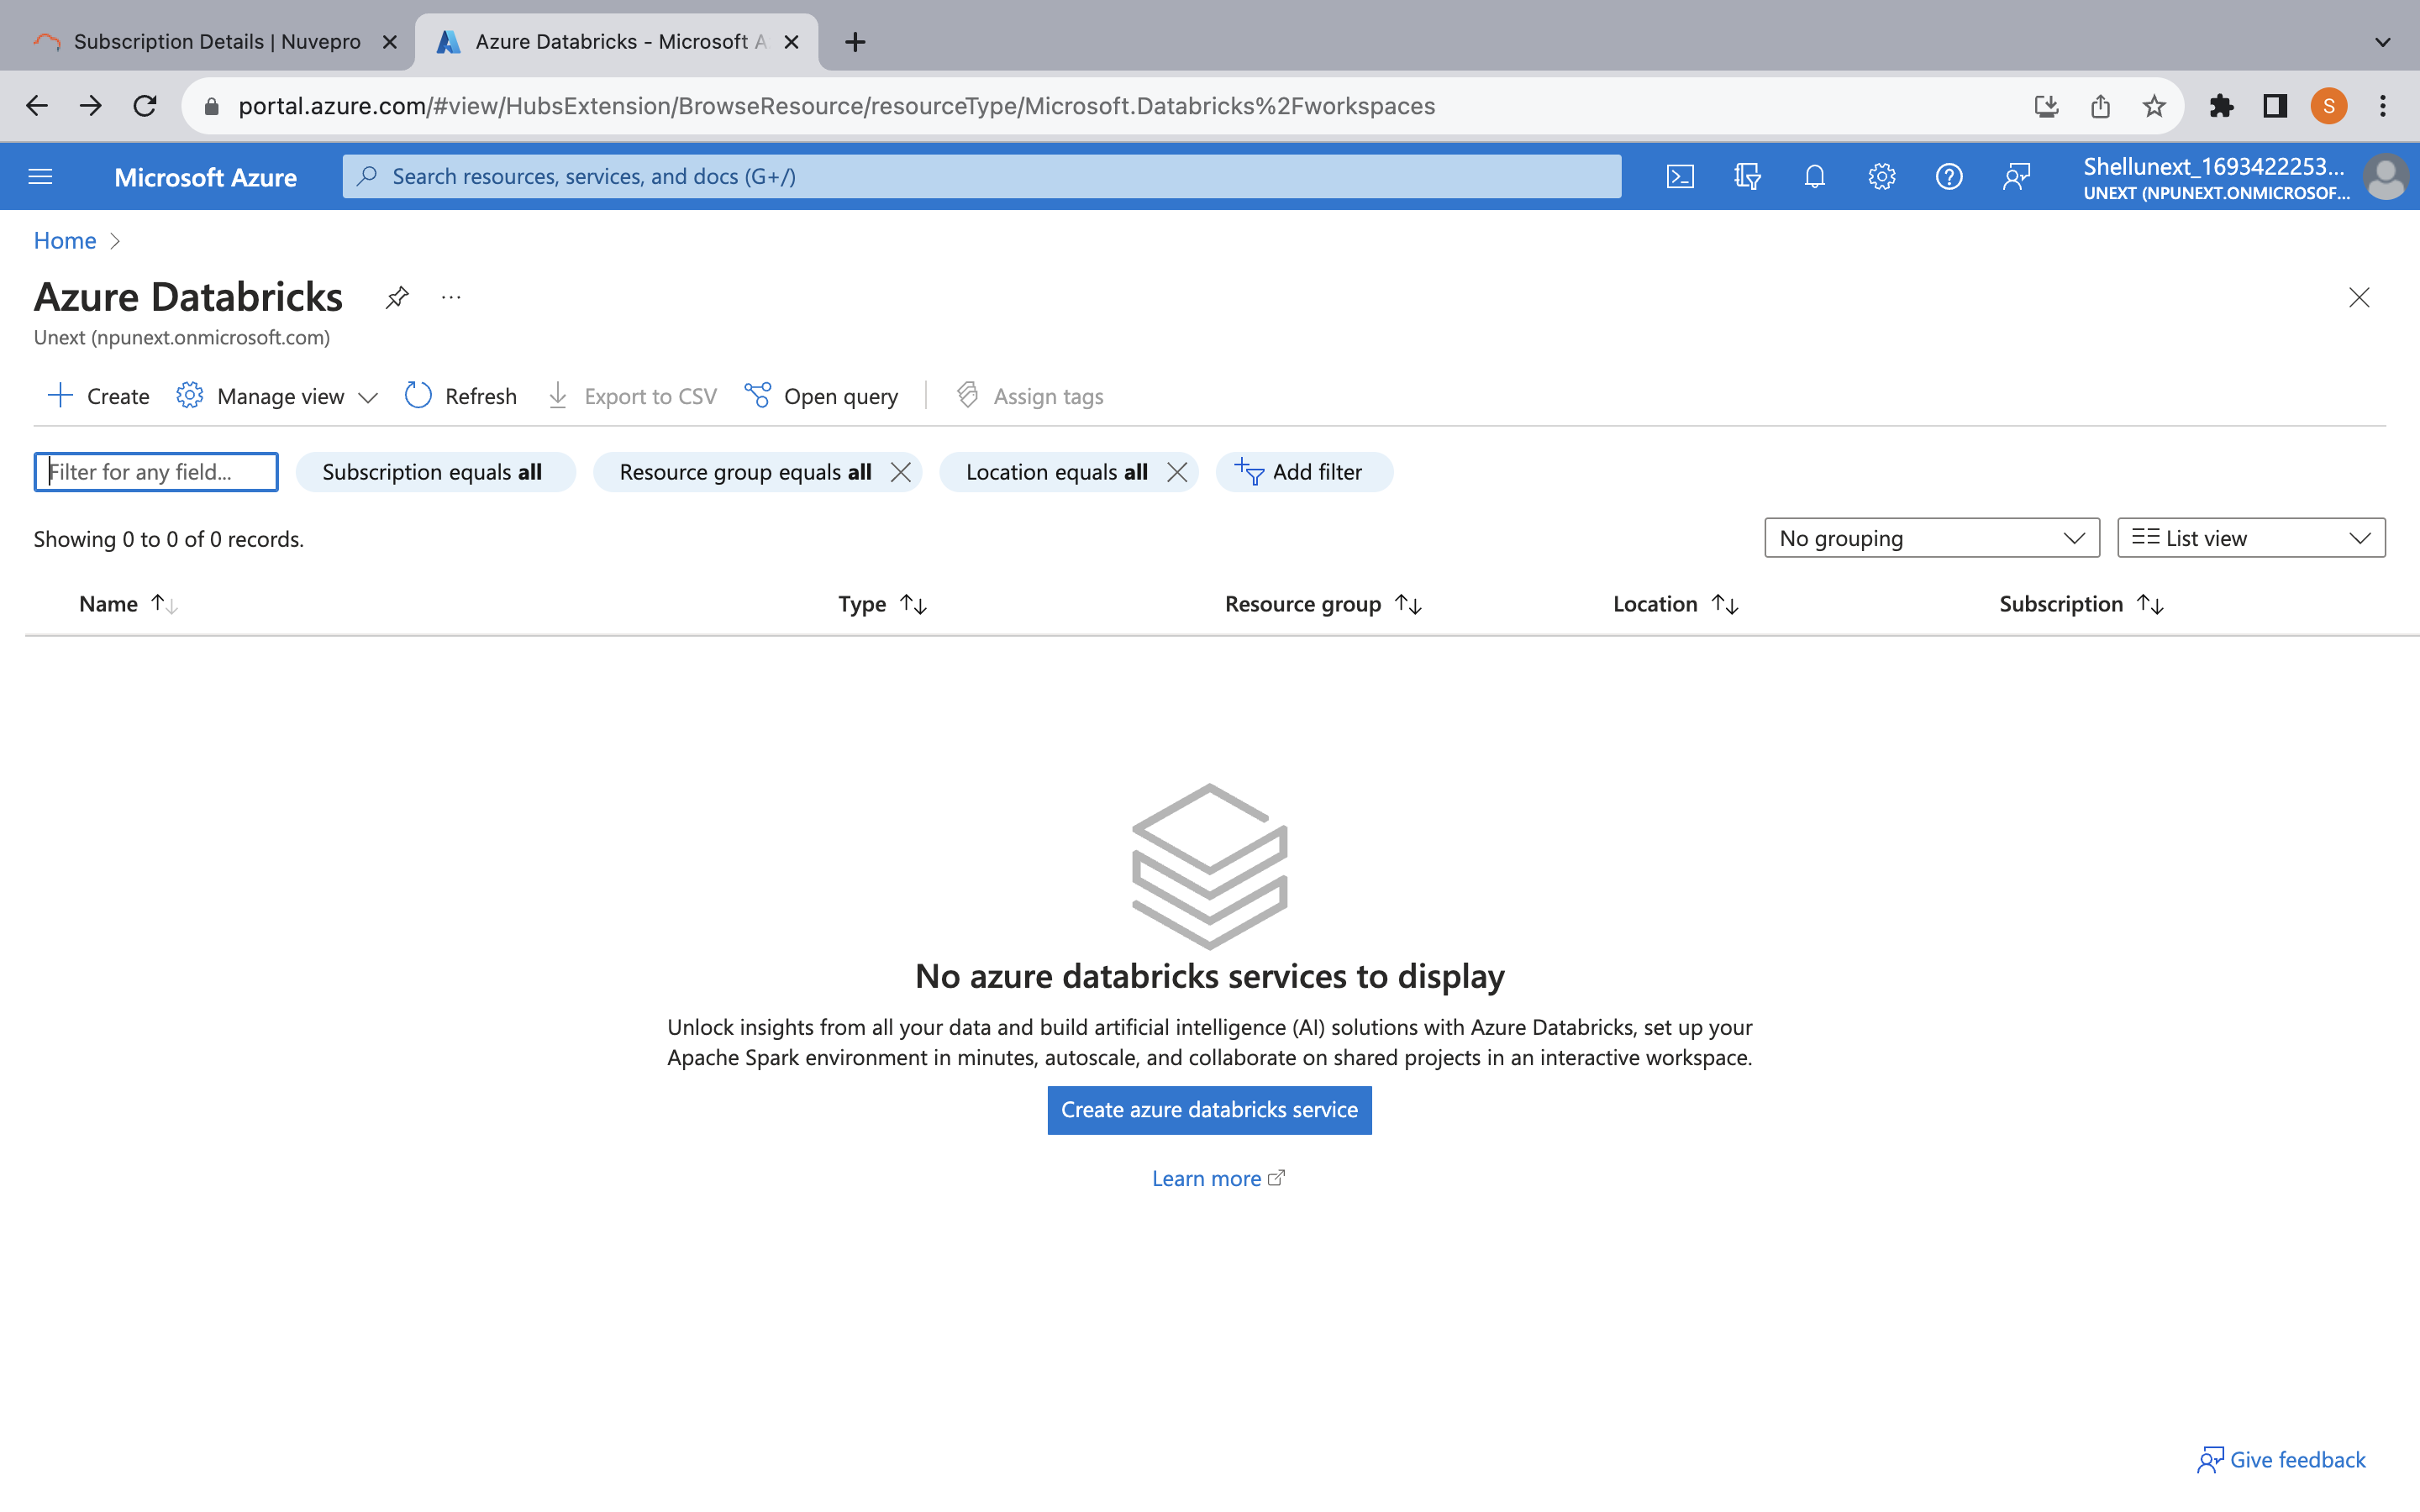 Subscription Details | Nuvepro
Azure Databricks - Microsoft A
portal.azure.com/#view/HubsExtension/BrowseResource/resourceType/Microsoft.Databricks%2Fworkspaces
S
Microsoft Azure
Search resources, services, and docs (G+/)
Shellunext_1693422253...
UNEXT (NPUNEXT.ONMICROSOF...
Home
Azure Databricks
...
Unext (npunext.onmicrosoft.com)
Create
Manage view
Refresh
Export to CSV
Open query
Assign tags
Filter for any field...
Subscription equals all
Resource group equals all
Location equals all
Add filter
Showing 0 to 0 of 0 records.
No grouping
List view
Name
Type
Resource group
Location
Subscription
No azure databricks services to display
Unlock insights from all your data and build artificial intelligence (AI) solutions with Azure Databricks, set up your
Apache Spark environment in minutes, autoscale, and collaborate on shared projects in an interactive workspace.
Create azure databricks service
Learn more
Give feedback